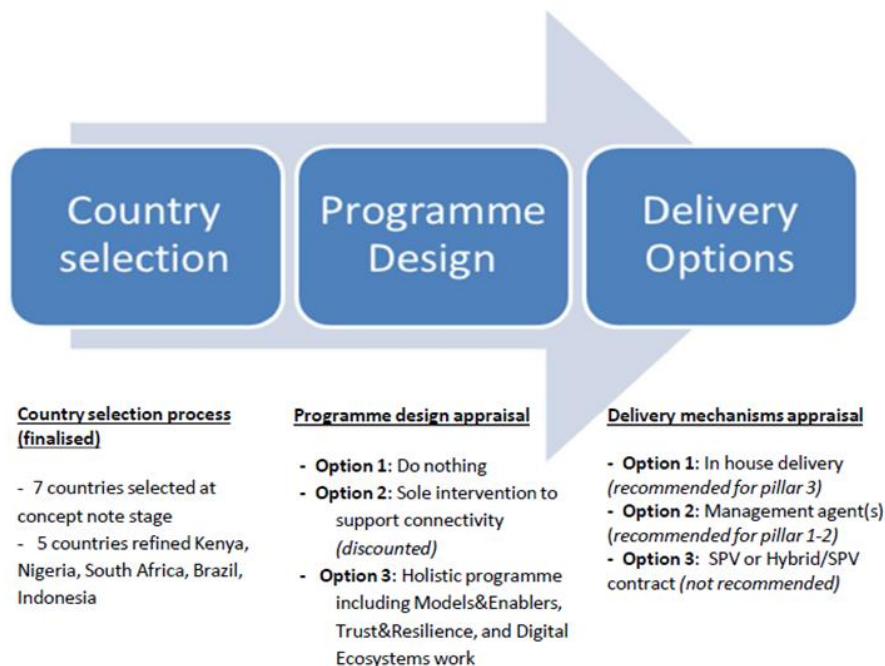 Country
selection
Programme
Design
Delivery
Options
Country selection process
(finalised)
- 7 countries selected at
concept note stage
- 5 countries refined Kenya,
Nigeria, South Africa, Brazil,
Indonesia
Programme design appraisal
- Option 1: Do nothing
- Option 2: Sole intervention to
support connectivity
(discounted)
- Option 3: Holistic programme
including Models&Enablers,
Trust&Resilience, and Digital
Ecosystems work
Delivery mechanisms appraisal
- Option 1: In house delivery
(recommended for pillar 3)
- Option 2: Management agent(s)
(recommended for pillar 1-2)
- Option 3: SPV or Hybrid/SPV
contract (not recommended)